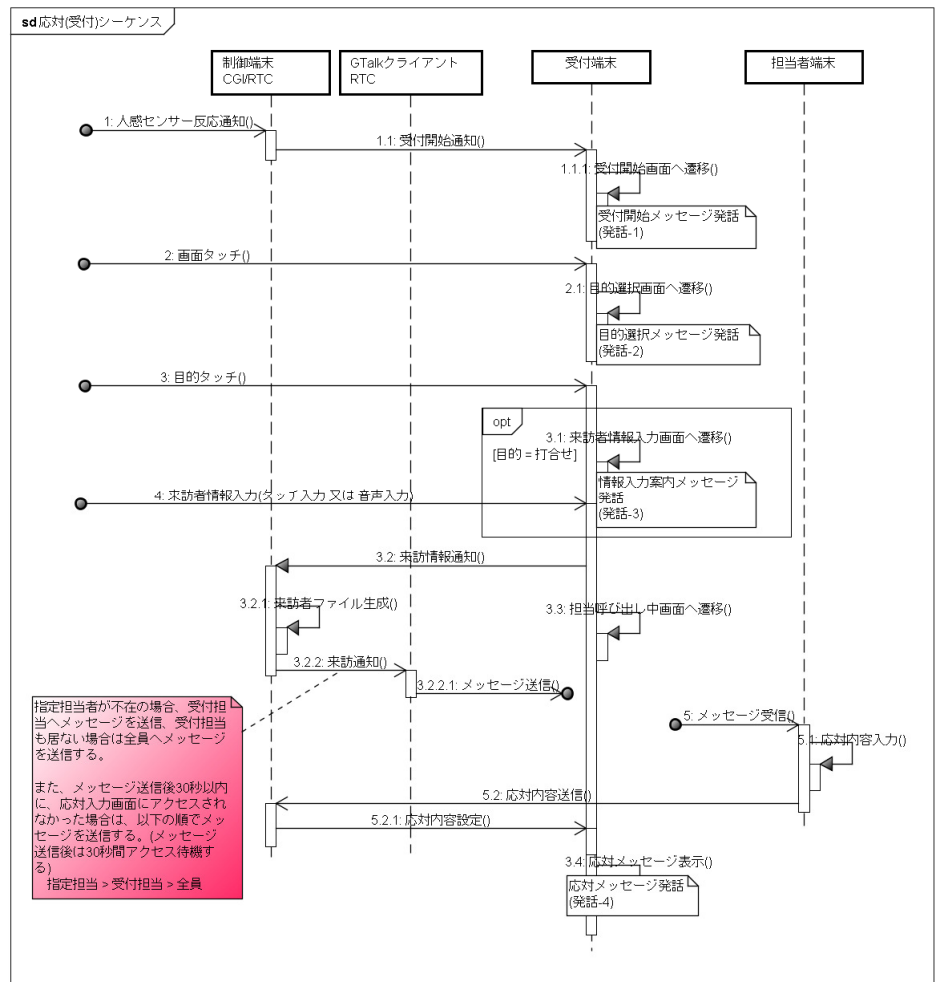 sd 応対(受付)シーケンス
制御端末
CGI/RTC
GTalkクライアント
RTC
受付端末
担当者端末
1: 人感センサー反応通知()
1.1: 受付開始通知()
1.1.1: 受付開始画面へ遷移()
受付開始メッセージ発話
(発話-1)
2: 画面タッチ()
2.1: 目的選択画面へ遷移()
目的選択メッセージ発話
(発話-2)
3: 目的タッチ()
opt
3.1: 来訪者情報入力画面へ遷移()
[目的 = 打合せ]
情報入力案内メッセージ
発話
(発話-3)
4: 来訪者情報入力(タッチ入力 又は 音声入力)
3.2: 来訪情報通知()
3.2.1: 来訪者ファイル生成()
3.3: 担当呼び出し中画面へ遷移()
3.2.2: 来訪通知()
3.2.2.1: メッセージ送信()
指定担当者が不在の場合、受付担
当へメッセージを送信、受付担当
も居ない場合は全員へメッセージ
を送信する。
また、メッセージ送信後30秒以内
に、応対入力画面にアクセスされ
なかった場合は、以下の順でメッ
セージを送信する。(メッセージ
送信後は30秒間アクセス待機す
る)
指定担当 > 受付担当 > 全員
5: メッセージ受信()
5.1: 応対内容入力()
5.2: 応対内容送信()
5.2.1: 応対内容設定()
3.4: 応対メッセージ表示()
応対メッセージ発話
(発話-4)